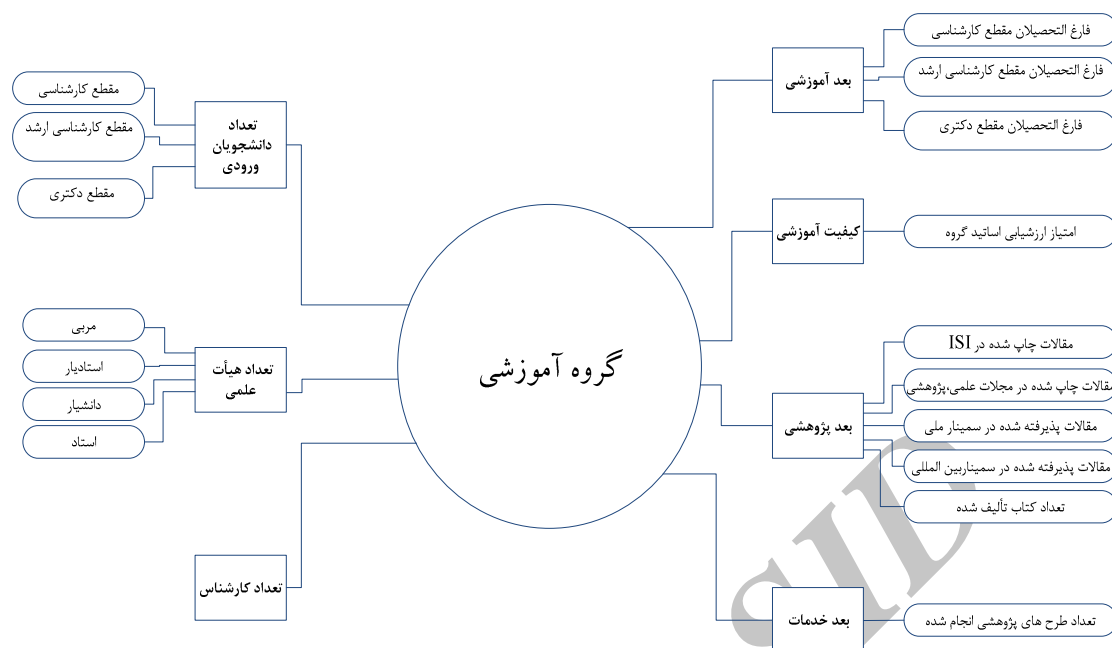 فارغ التحصیلان مقطع کارشناسی
فارغ التحصیلان مقطع کارشناسی ارشد
فارغ التحصیلان مقطع دکتری
بعد آموزشی
امتیاز ارزشیابی اساتید گروه
کیفیت آموزشی
مقالات چاپ شده در ISI
مقالات چاپ شده در مجلات علمی،پژوهشی
مقالات پذیرفته شده در سمینار ملی
مقالات پذیرفته شده در سمیناربین المللی
تعداد کتاب تألیف شده
بعد پژوهشی
تعداد طرح های پژوهشی انجام شده
بعد خدمات
گروه آموزشی
تعداد
دانشجویان
ورودی
مقطع کارشناسی
مقطع کارشناسی ارشد
مقطع دکتری
تعداد هیأت
علمی
مربی
استادیار
دانشیار
استاد
تعداد کارشناس
SID